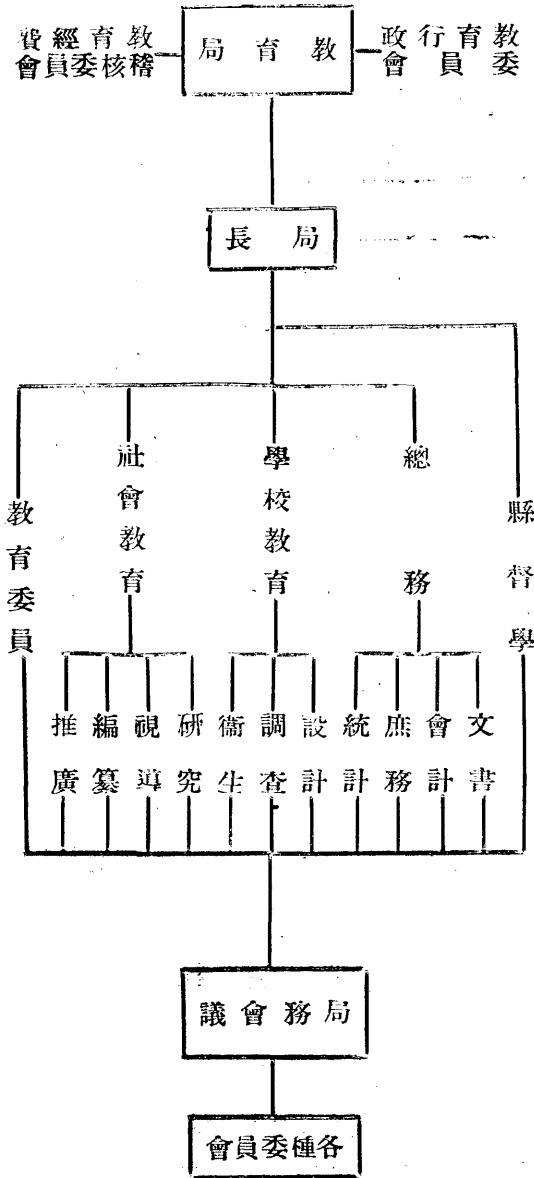 教育局
教育行政
委員會
教育經費
稽核委員會
局長
縣督學
總務
學校教育
社會教育
教育委員
文書
會計
庶務
統計
設計
調查
衞生
研究
視導
編纂
推廣
局務會議
各種委員會